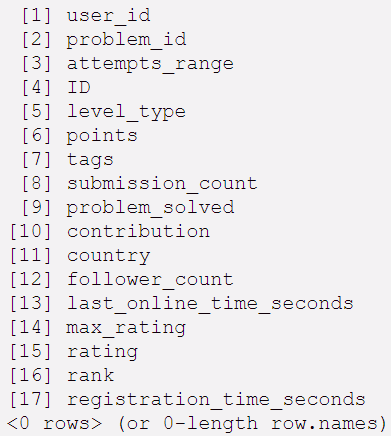 [1] user_id
[2] problem_id
[3] attempts_range
[4] ID
[5] level_type
[6] points
[7] tags
[8] submission_count
[9] problem_solved
[10] contribution
[11] country
[12] follower_count
[13] last_online_time_seconds
[14] max_rating
[15] rating
[16] rank
[17] registration_time_seconds
<0 rows> (or 0-length row.names)